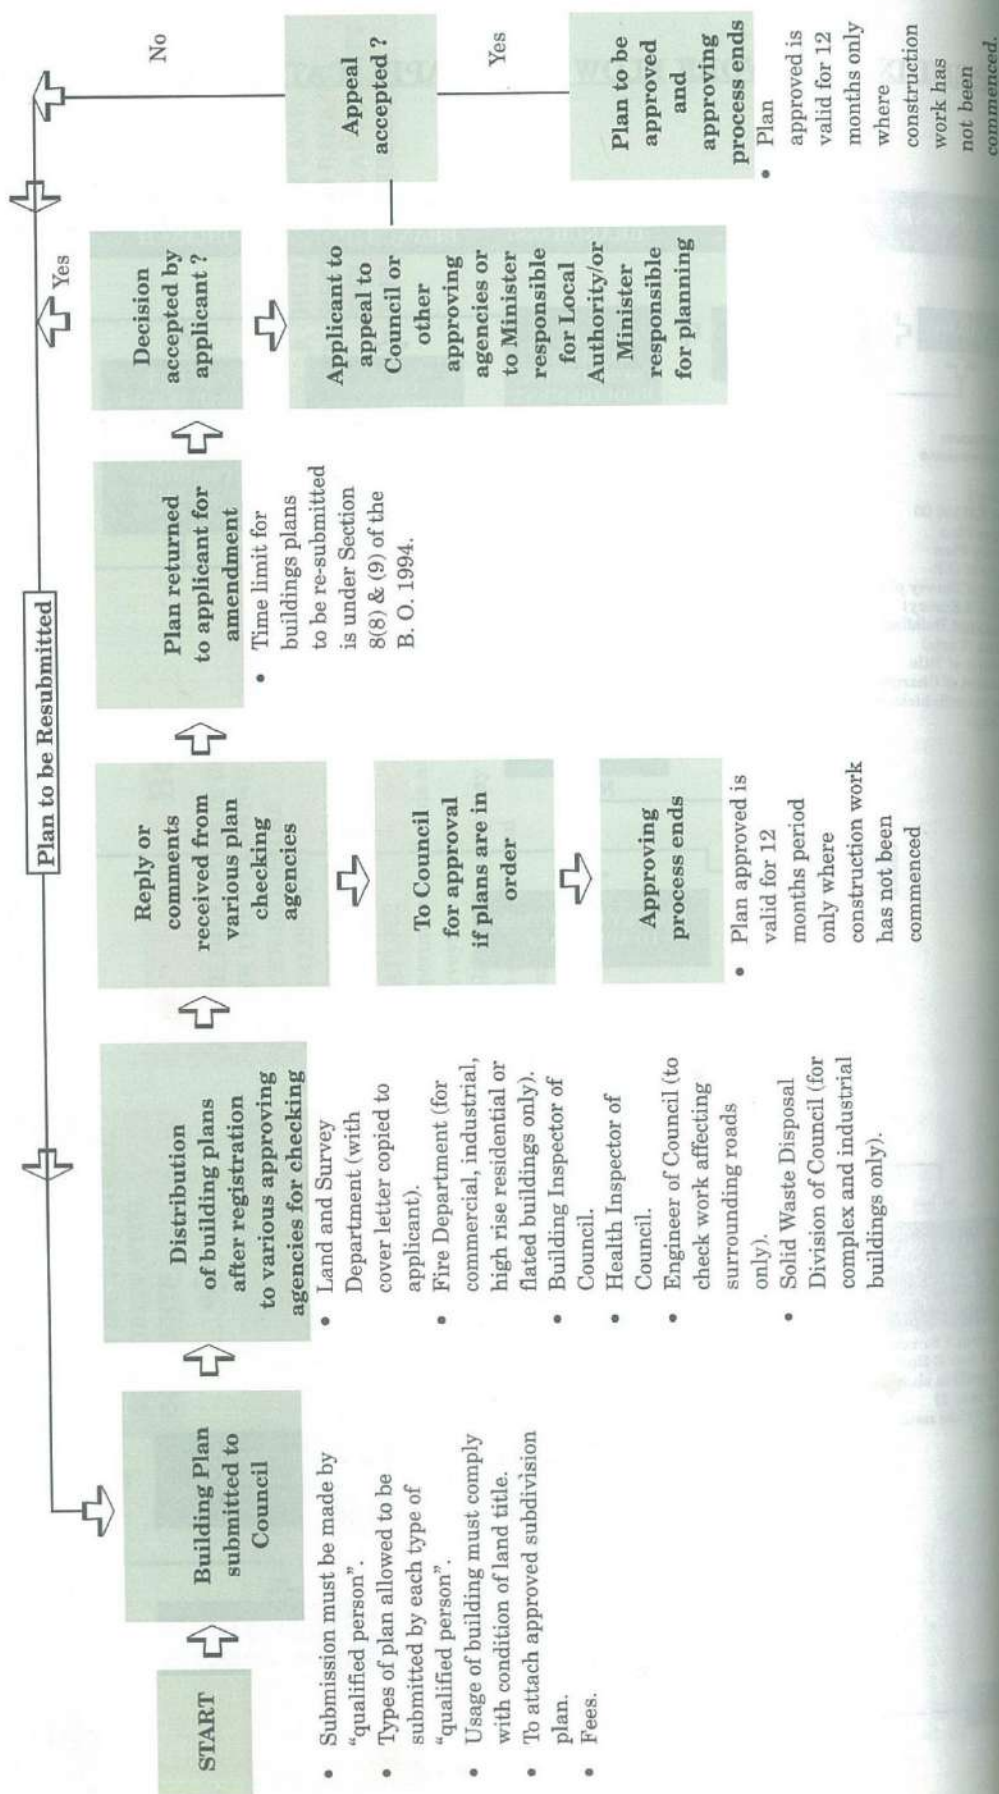 Plan to be Resubmitted
START
Building Plan
submitted to
Council
• Submission must be made by
“qualified person”.
• Types of plan allowed to be
submitted by each type of
“qualified person”.
• Usage of building must comply
with condition of land title.
• To attach approved subdivision
plan.
• Fees.
Distribution
of building plans
after registration
to various approving
agencies for checking
• Land and Survey
Department (with
cover letter copied to
applicant).
• Fire Department (for
commercial, industrial,
high rise residential or
flated buildings only).
• Building Inspector of
Council.
• Health Inspector of
Council.
• Engineer of Council (to
check work affecting
surrounding roads
only).
• Solid Waste Disposal
Division of Council (for
complex and industrial
buildings only).
Reply or
comments
received from
various plan
checking
agencies
To Council
for approval
if plans are in
order
Approving
process ends
• Plan approved is
valid for 12
months period
only where
construction work
has not been
commenced
Plan returned
to applicant for
amendment
• Time limit for
buildings plans
to be re-submitted
is under Section
8(8) & (9) of the
B. O. 1994.
Decision
accepted by
applicant ?
Yes
Applicant to
appeal to
Council or
other
approving
agencies or
to Minister
responsible
for Local
Authority/or
Minister
responsible
for planning
No
Appeal
accepted ?
Yes
Plan to be
approved
and
approving
process ends
• Plan
approved is
valid for 12
months only
where
construction
work has
not been
commenced.